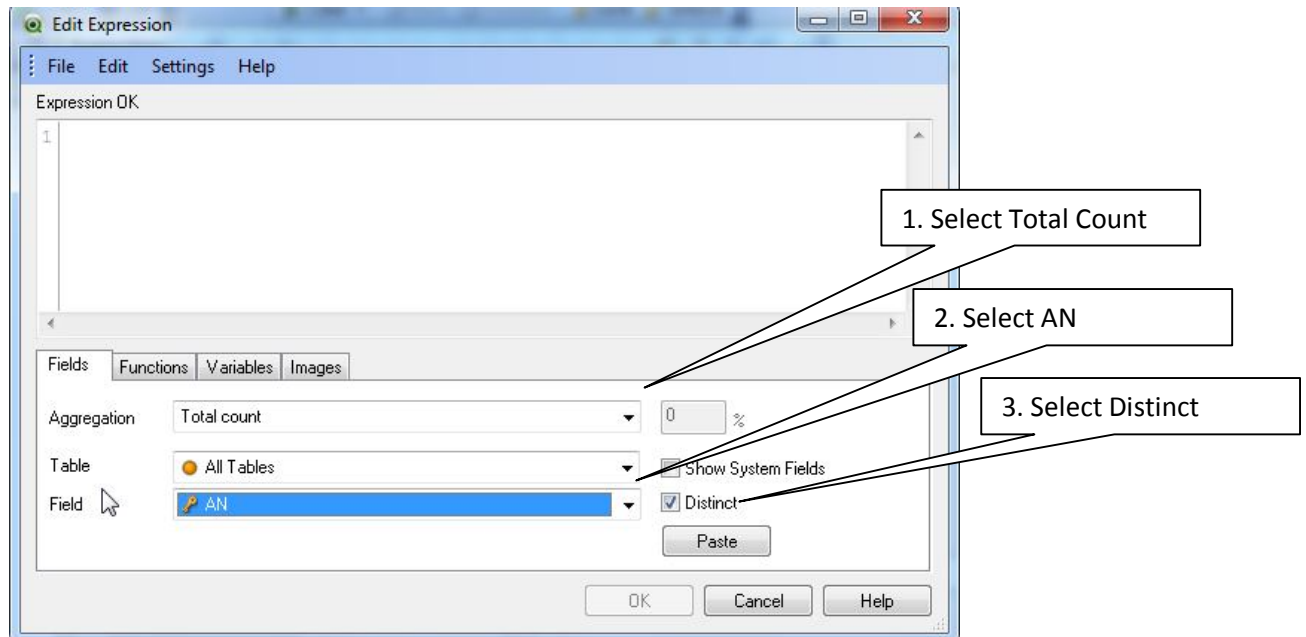 Edit Expression
File Edit Settings Help
Expression OK
1
1. Select Total Count
2. Select AN
Fields Functions Variables Images
3. Select Distinct
Aggregation Total count 0 %
Table All Tables Show System Fields
Field AN Distinct
Paste
OK Cancel Help